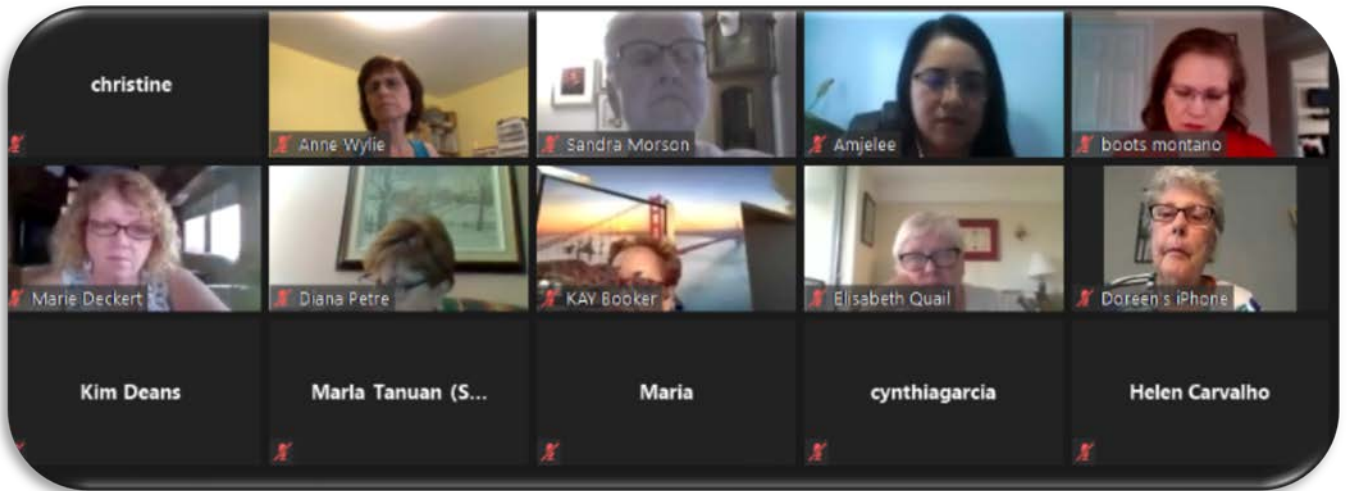 christine
Anne Wylie
Sandra Morson
Amjelee
boots montano
Marie Deckert
Diana Petre
KAY Booker
Elisabeth Quail
Doreen's iPhone
Kim Deans
Marla Tanuan (S...
Maria
cynthiagarcia
Helen Carvalho